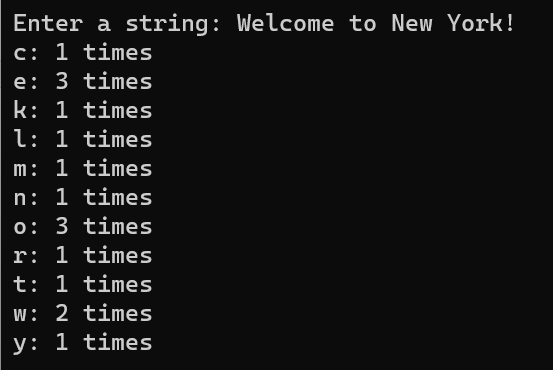 Enter a string: Welcome to New York!
c: 1 times
e: 3 times
k: 1 times
l: 1 times
m: 1 times
n: 1 times
o: 3 times
r: 1 times
t: 1 times
w: 2 times
y: 1 times